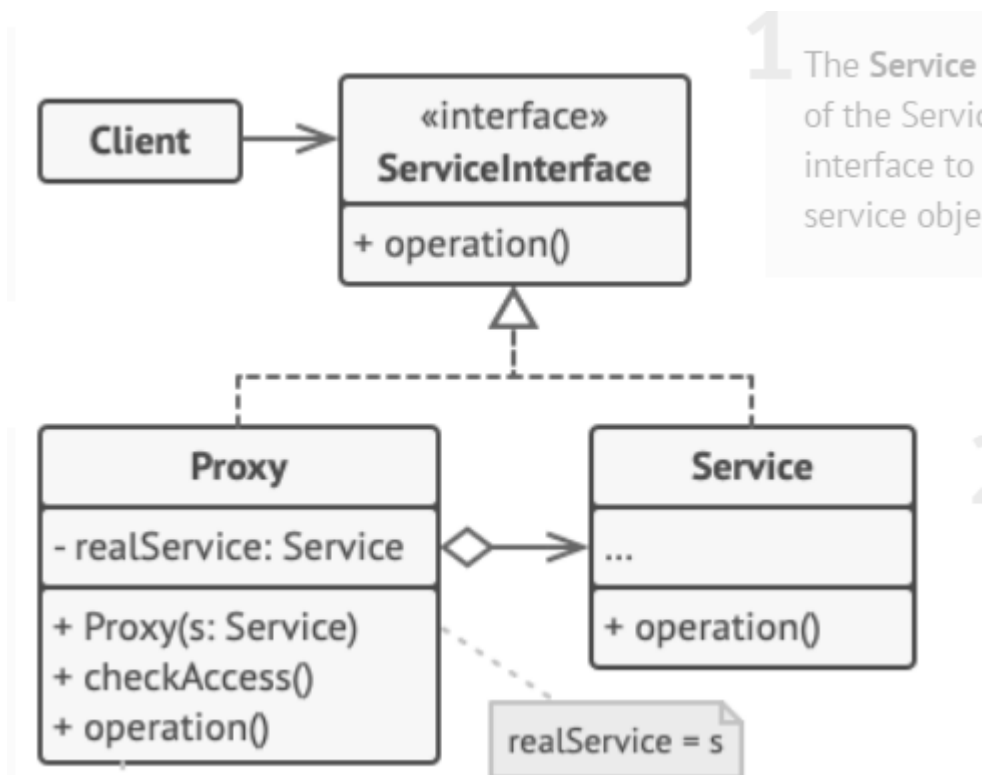 1
The Service
of the Servic
interface to
service obje
Client
«interface»
ServiceInterface
+ operation()
Proxy
- realService: Service
+ Proxy(s: Service)
+ checkAccess()
+ operation()
Service
...
+ operation()
realService = s